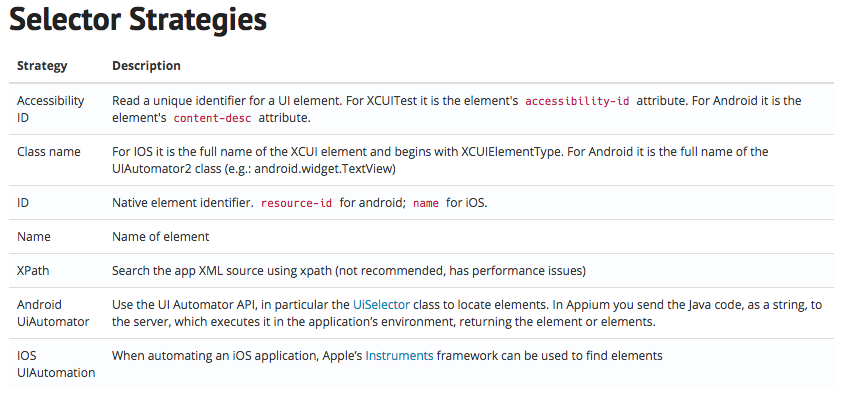 Selector Strategies
Strategy Description
Accessibility ID Read a unique identifier for a UI element. For XCUITest it is the element's accessibility-id attribute. For Android it is the
element's content-desc attribute.
Class name For IOS it is the full name of the XCUI element and begins with XCUIElementType. For Android it is the full name of the
UIAutomator2 class (e.g.: android.widget.TextView)
ID Native element identifier. resource-id for android; name for iOS.
Name Name of element
XPath Search the app XML source using xpath (not recommended, has performance issues)
Android UiAutomator Use the UI Automator API, in particular the UiSelector class to locate elements. In Appium you send the Java code, as a string, to
the server, which executes it in the application’s environment, returning the element or elements.
IOS UIAutomation When automating an iOS application, Apple’s Instruments framework can be used to find elements